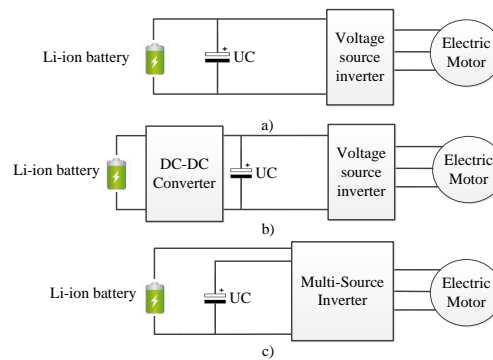 Li-ion battery
+
UC
Voltage
source
inverter
Electric
Motor
a)
Li-ion battery
DC-DC
Converter
+
UC
Voltage
source
inverter
Electric
Motor
b)
Li-ion battery
+
UC
Multi-Source
Inverter
Electric
Motor
c)